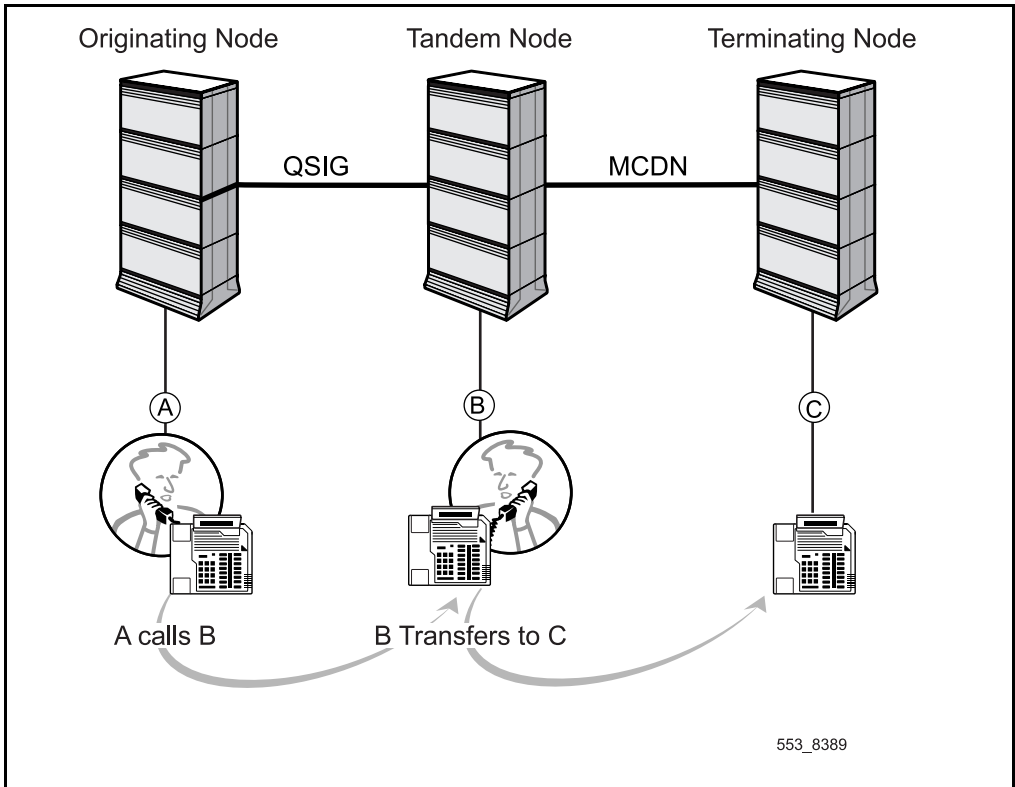 Originating Node
Tandem Node
Terminating Node
QSIG
MCDN
A
B
C
A calls B
B Transfers to C
553_8389